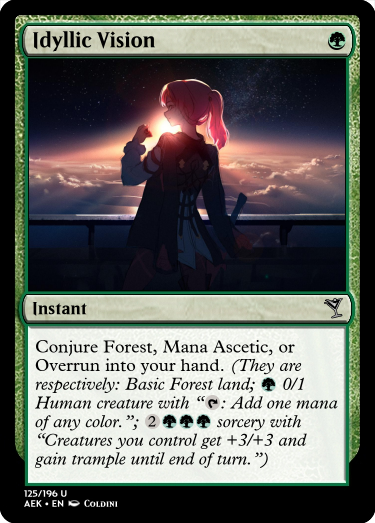 Idyllic Vision
Instant
Conjure Forest, Mana Ascetic, or
Overrun into your hand. (They are
respectively: Basic Forest land; 0/1
Human creature with “: Add one mana
of any color.”; 2 sorcery with
“Creatures you control get +3/+3 and
gain trample until end of turn.”)
125/196 U
AEK • EN Coldini